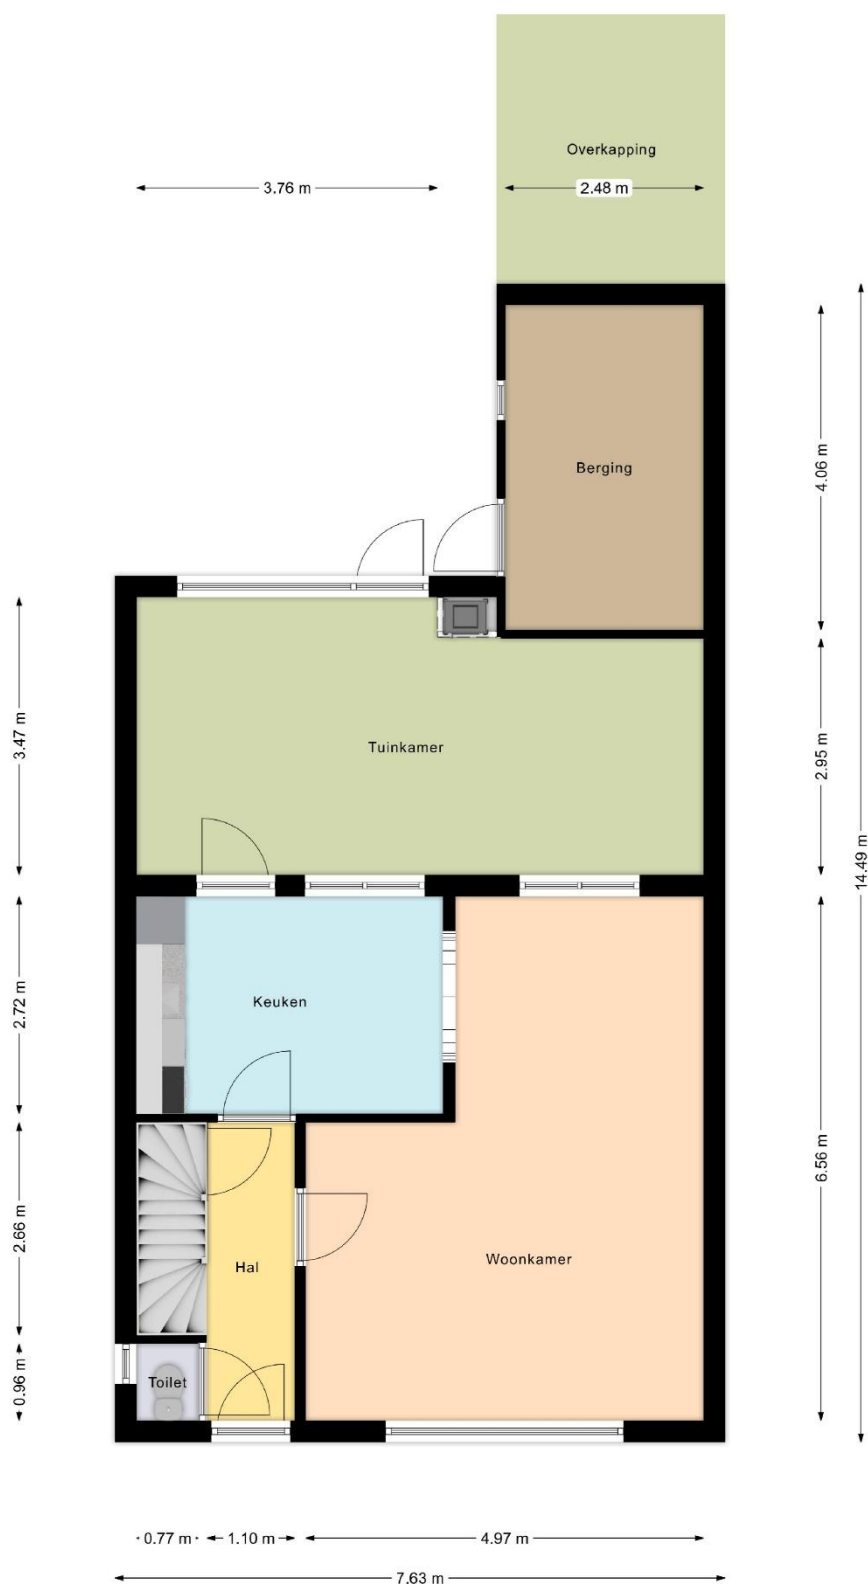 Overkapping
3.76 m
2.48 m
Berging
4.06 m
Tuinkamer
3.47 m
2.95 m
14.49 m
Keuken
2.72 m
6.56 m
2.66 m
Hal
Woonkamer
Toilet
0.96 m
0.77 m
1.10 m
4.97 m
7.63 m